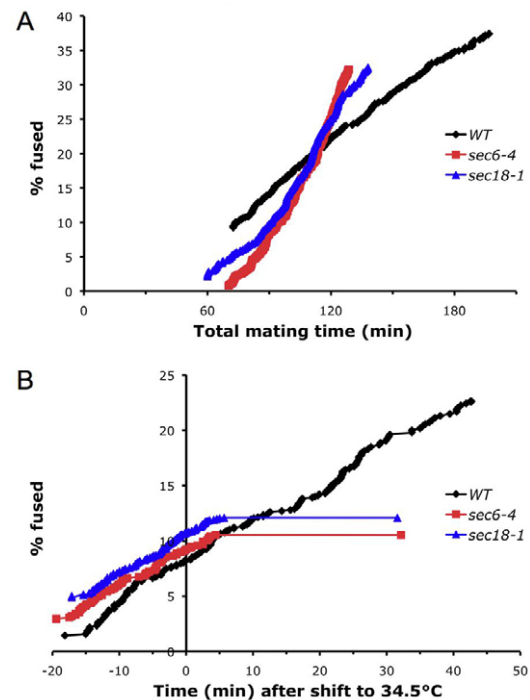 A
% fused
40
35
30
25
20
15
10
5
0
WT
sec6-4
sec18-1
0 60 120 180
Total mating time (min)
B
% fused
25
20
15
10
5
0
WT
sec6-4
sec18-1
-20 -10 0 10 20 30 40 50
Time (min) after shift to 34.5°C